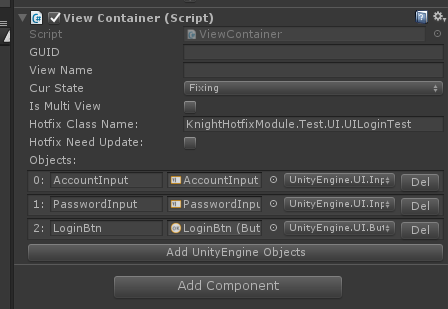 View Container (Script)
Script ViewContainer
GUID
View Name
Cur State Fixing
Is Multi View
Hotfix Class Name: KnightHotfixModule.Test.UI.UILoginTest
Hotfix Need Update:
Objects:
0: AccountInput AccountInput UnityEngine.UI.Inp Del
1: PasswordInput PasswordInpu UnityEngine.UI.Inp Del
2: LoginBtn LoginBtn (But UnityEngine.UI.But Del
Add UnityEngine Objects
Add Component